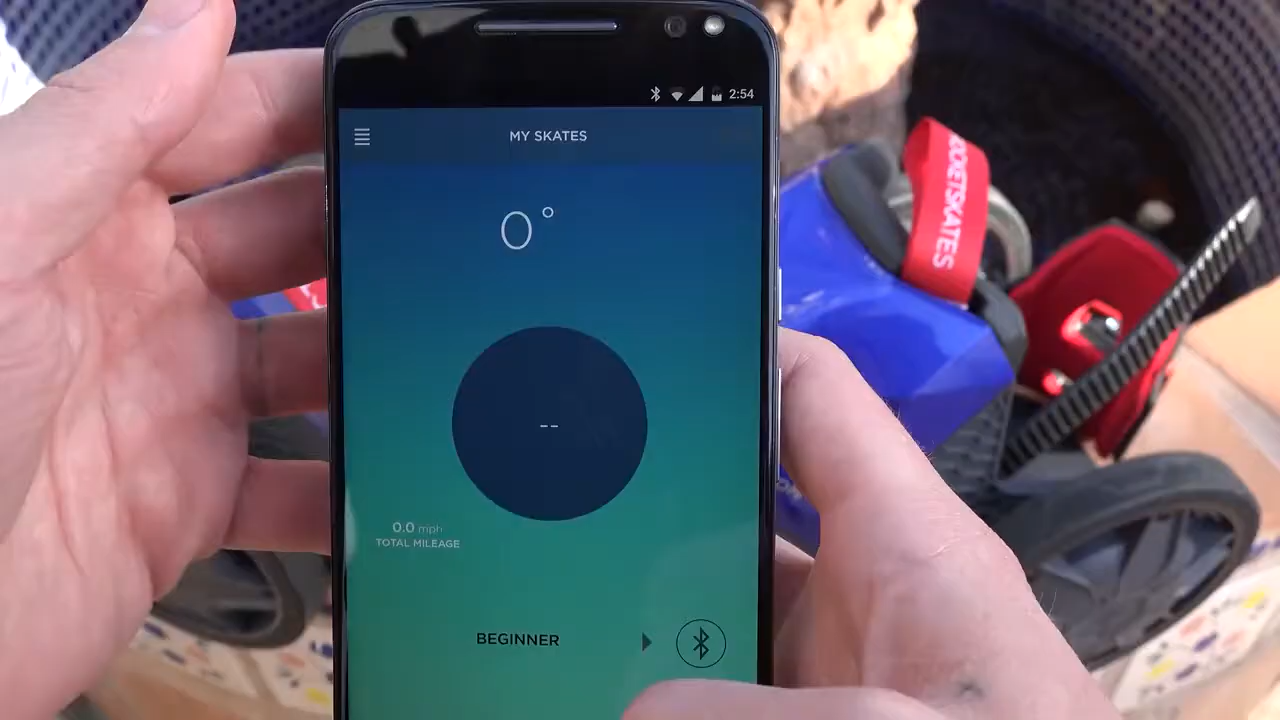 2:54
MY SKATES
0°
--
0.0 mph
TOTAL MILEAGE
BEGINNER
ROCKETSKATES